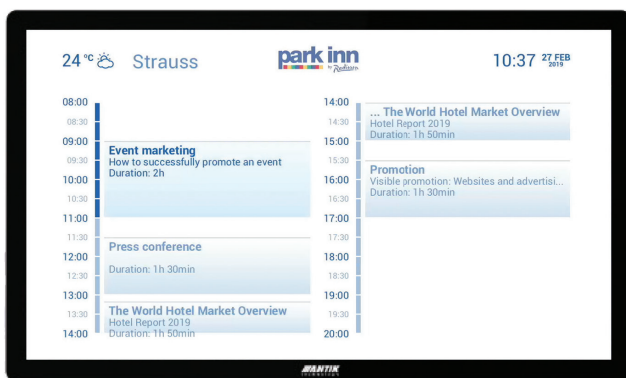 24 °C
Strauss
park inn
by Radisson
10:37 27 FEB
2019
08:00
08:30
09:00
09:30
10:00
10:30
11:00
11:30
12:00
12:30
13:00
13:30
14:00
Event marketing
How to successfully promote an event
Duration: 2h
Press conference
Duration: 1h 30min
The World Hotel Market Overview
Hotel Report 2019
Duration: 1h 50min
14:00
14:30
15:00
15:30
16:00
16:30
17:00
17:30
18:00
18:30
19:00
19:30
20:00
... The World Hotel Market Overview
Hotel Report 2019
Duration: 1h 50min
Promotion
Visible promotion: Websites and advertisi...
Duration: 1h 30min
ANTIK
TECHNOLOGY